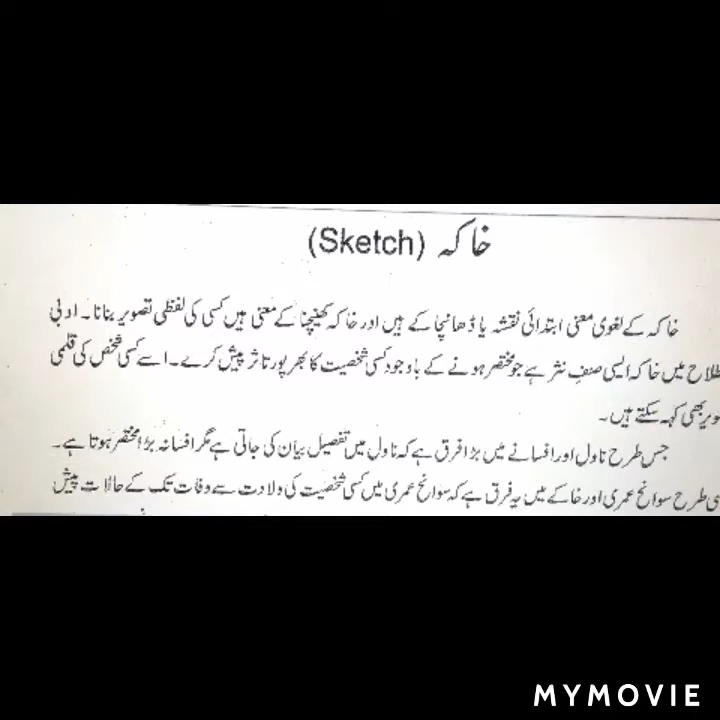 خاکہ (Sketch)
خاکہ کے لغوی معنی ابتدائی نقشہ یا ڈھانچا کے ہیں اور خاکہ کھینچنا کے معنی ہیں کسی کی لفظی تصویر بنانا۔ ادبی
طلاح میں خاکہ ایسی صنفِ نثر ہے جو مختصر ہونے کے باوجود کسی شخصیت کا بھرپور تاثر پیش کرے۔ اسے کسی شخص کی قلمی
ویر بھی کہہ سکتے ہیں۔
جس طرح ناول اور افسانے میں بڑا فرق ہے کہ ناول میں تفصیل بیان کی جاتی ہے مگر افسانہ بڑا مختصر ہوتا ہے۔
ی طرح سوانح عمری اور خاکے میں یہ فرق ہے کہ سوانح عمری میں کسی شخصیت کی ولادت سے وفات تک کے حالات پیش
MYMOVIE